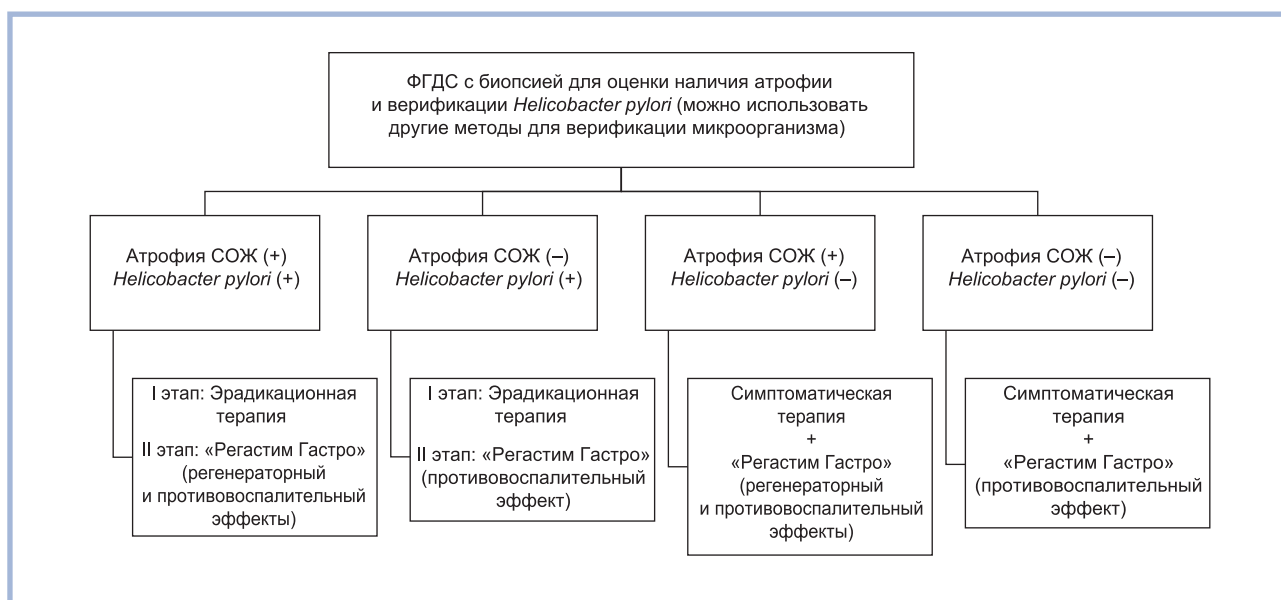 ФГДС с биопсией для оценки наличия атрофии
и верификации Helicobacter pylori (можно использовать
другие методы для верификации микроорганизма)
Атрофия СОЖ (+)
Helicobacter pylori (+)
Атрофия СОЖ (–)
Helicobacter pylori (+)
Атрофия СОЖ (+)
Helicobacter pylori (–)
Атрофия СОЖ (–)
Helicobacter pylori (–)
I этап: Эрадикационная
терапия
II этап: «Регастим Гастро»
(регенераторный
и противовоспалительный
эффекты)
I этап: Эрадикационная
терапия
II этап: «Регастим Гастро»
(противовоспалительный
эффект)
Симптоматическая
терапия
+
«Регастим Гастро»
(регенераторный
и противовоспалительный
эффекты)
Симптоматическая
терапия
+
«Регастим Гастро»
(противовоспалительный
эффект)